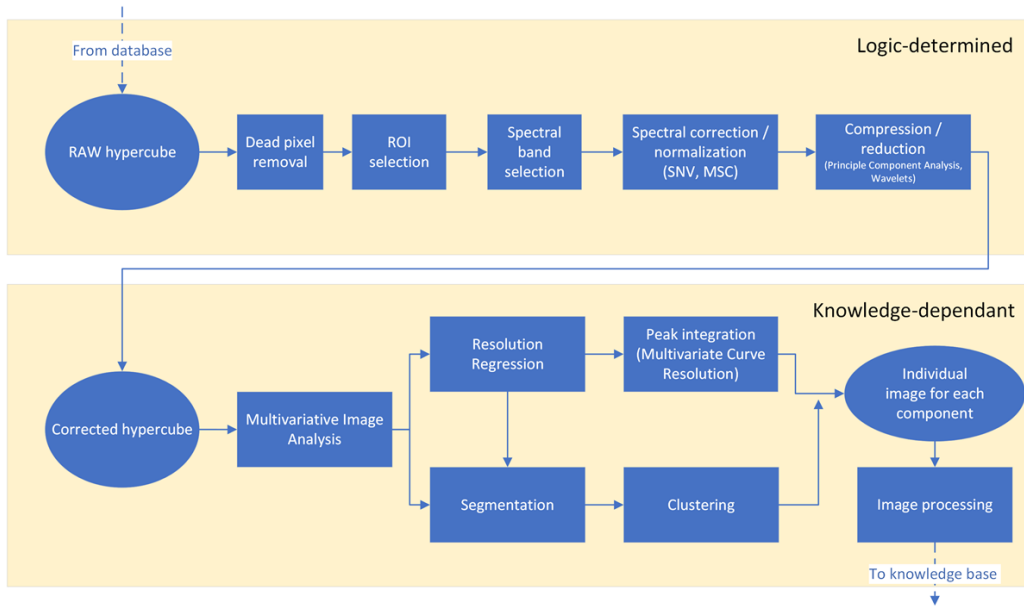 From database
Logic-determined
RAW hypercube
Dead pixel
removal
ROI
selection
Spectral
band
selection
Spectral correction /
normalization
(SNV, MSC)
Compression /
reduction
(Principle Component Analysis,
Wavelets)
Knowledge-dependant
Corrected hypercube
Multivariative Image
Analysis
Resolution
Regression
Peak integration
(Multivariate Curve
Resolution)
Segmentation
Clustering
Individual
image for each
component
Image processing
To knowledge base